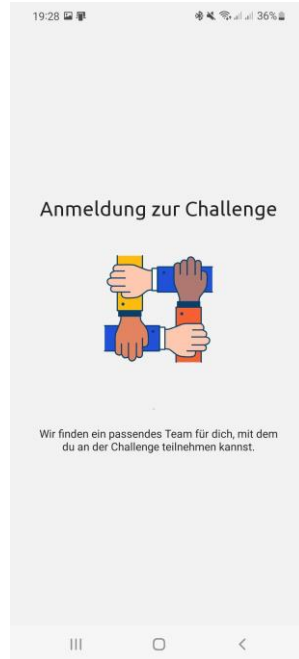 19:28 36%
Anmeldung zur Challenge
Wir finden ein passendes Team für dich, mit dem
du an der Challenge teilnehmen kannst.